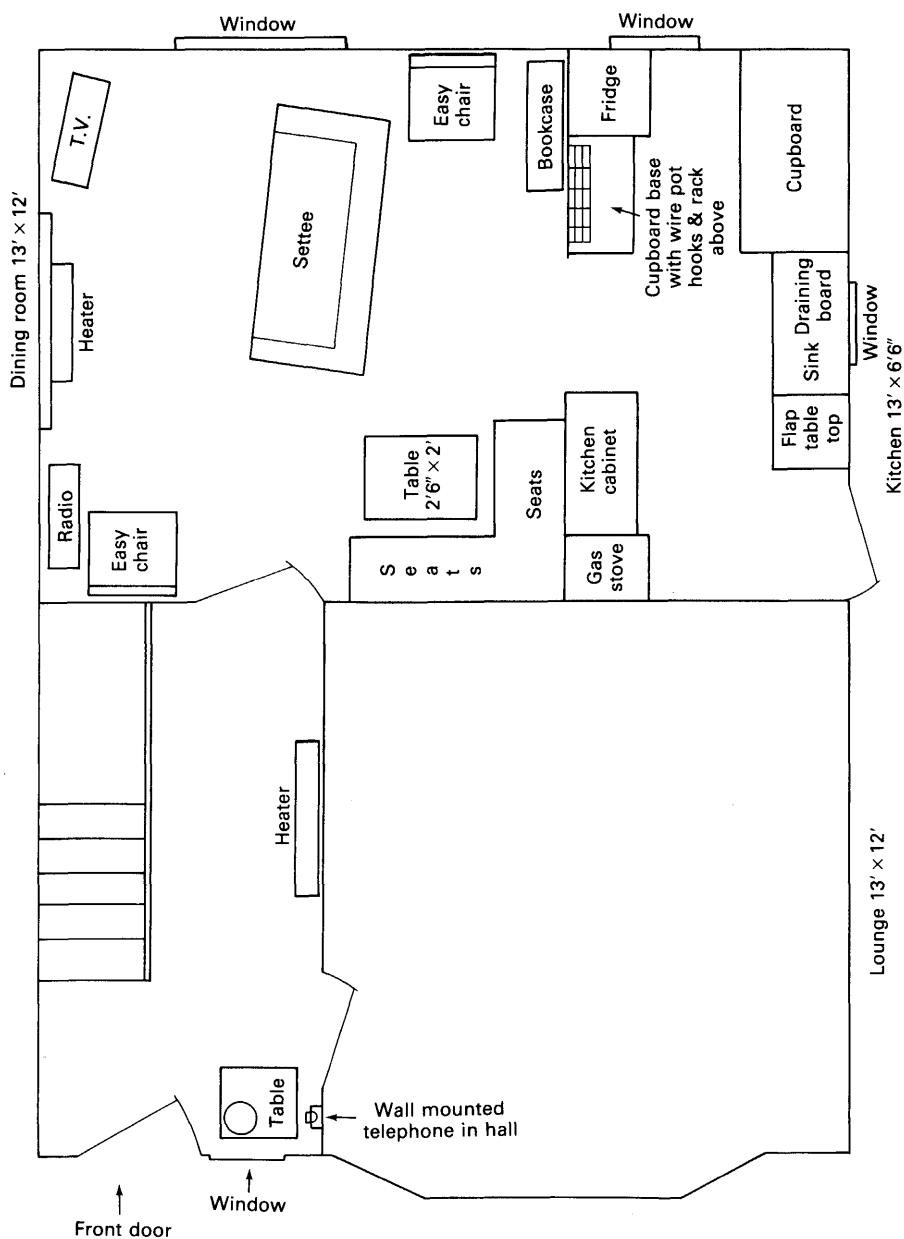 Window
Window
T.V.
Easy
chair
Bookcase
Fridge
Cupboard
Dining room 13' × 12'
Heater
Settee
Cupboard base
with wire pot
hooks & rack
above
Sink Draining
board
Window
Radio
Easy
chair
Table
2'6" × 2'
Seats
Seats
Kitchen
cabinet
Gas
stove
Flap
table
top
Kitchen 13' × 6'6"
Heater
Lounge 13' × 12'
Table
Wall mounted
telephone in hall
Window
Front door